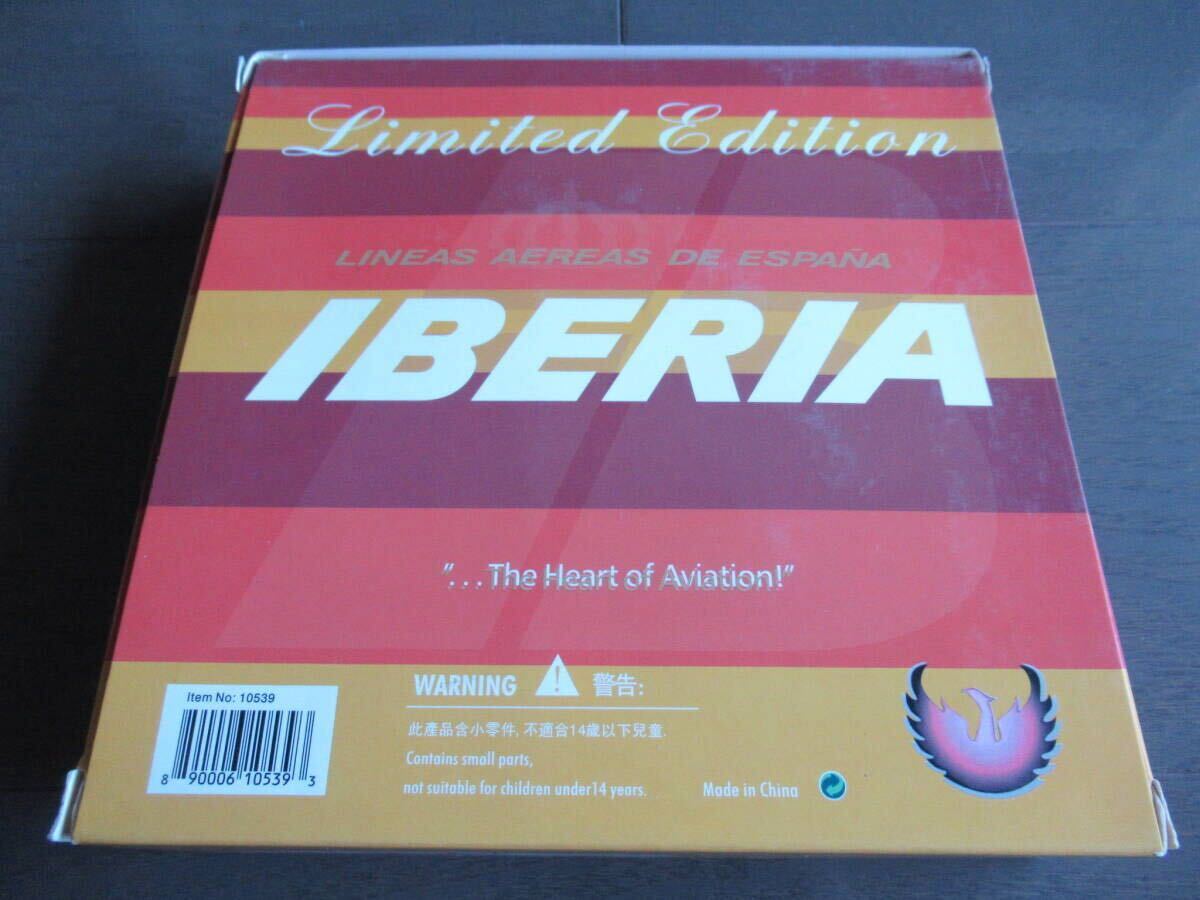 Limited Edition
LINEAS AEREAS DE ESPAÑA
IBERIA
"...The Heart of Aviation!"
WARNING ! 警告:
此產品含小零件, 不適合14歲以下兒童.
Contains small parts,
not suitable for children under14 years.
Made in China
Item No: 10539
8 90006 10539 3